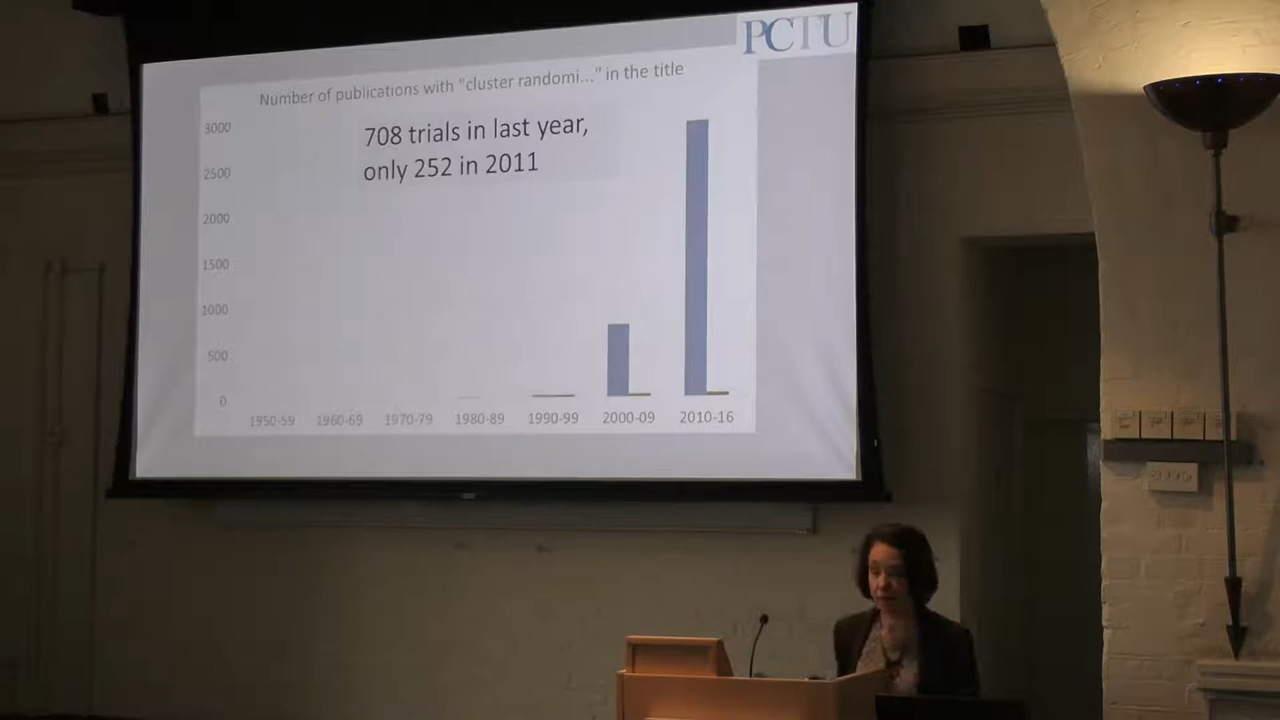 PCTU
Number of publications with "cluster randomi..." in the title
708 trials in last year,
only 252 in 2011
3000
2500
2000
1500
1000
500
0
1950-59 1960-69 1970-79 1980-89 1990-99 2000-09 2010-16